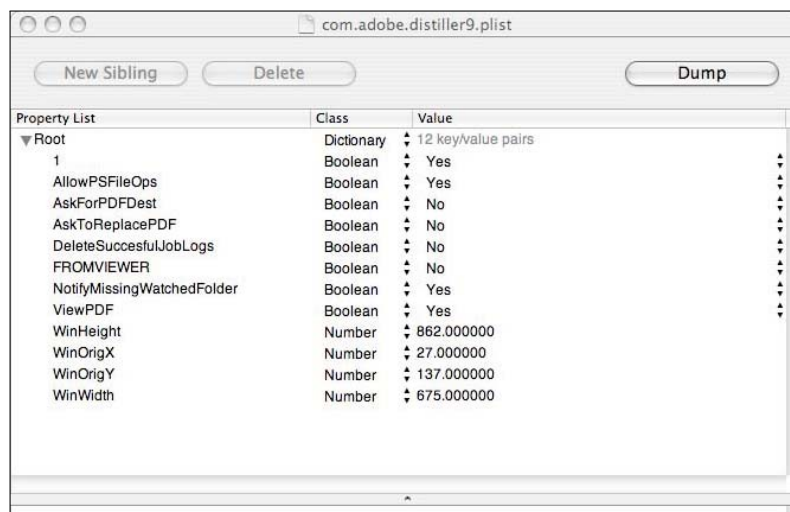 com.adobe.distiller9.plist
New Sibling Delete Dump
Property List Class Value
Root Dictionary 12 key/value pairs
1 Boolean Yes
AllowPSFileOps Boolean Yes
AskForPDFDest Boolean No
AskToReplacePDF Boolean No
DeleteSuccesfulJobLogs Boolean No
FROMVIEWER Boolean No
NotifyMissingWatchedFolder Boolean Yes
ViewPDF Boolean Yes
WinHeight Number 862.000000
WinOrigX Number 27.000000
WinOrigY Number 137.000000
WinWidth Number 675.000000